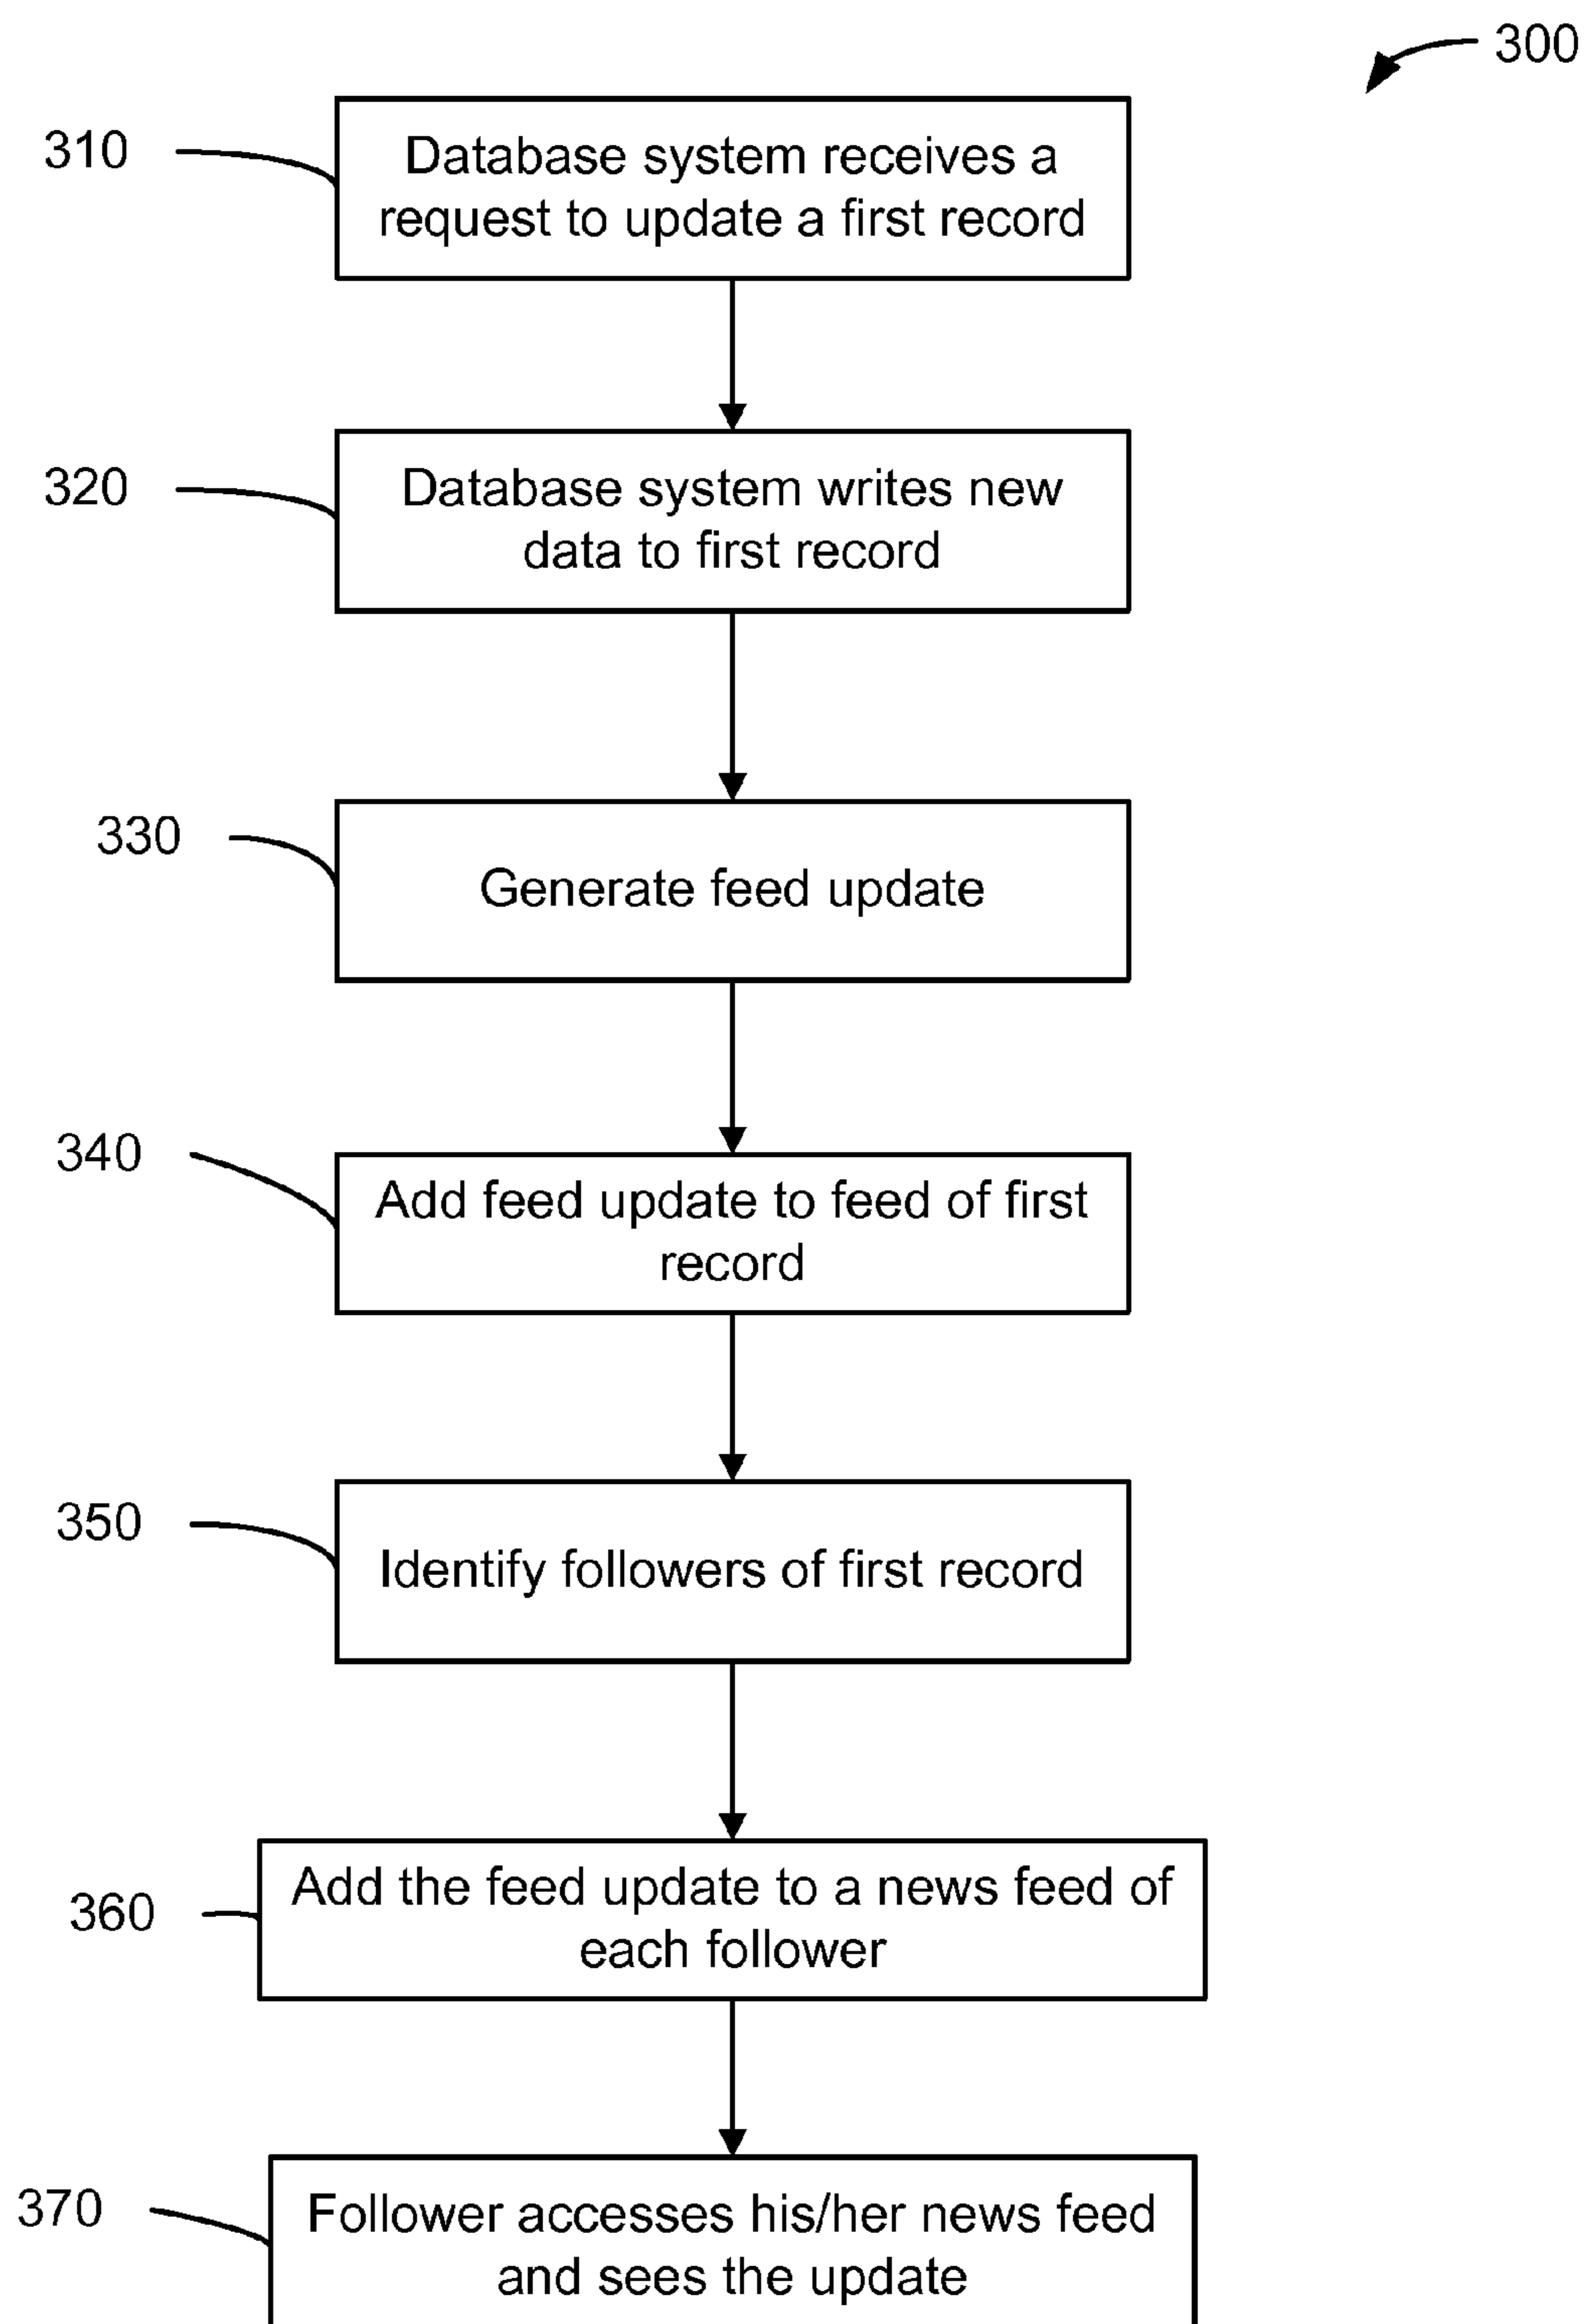 300
310
Database system receives a
request to update a first record
320
Database system writes new
data to first record
330
Generate feed update
340
Add feed update to feed of first
record
350
Identify followers of first record
360
Add the feed update to a news feed of
each follower
370
Follower accesses his/her news feed
and sees the update